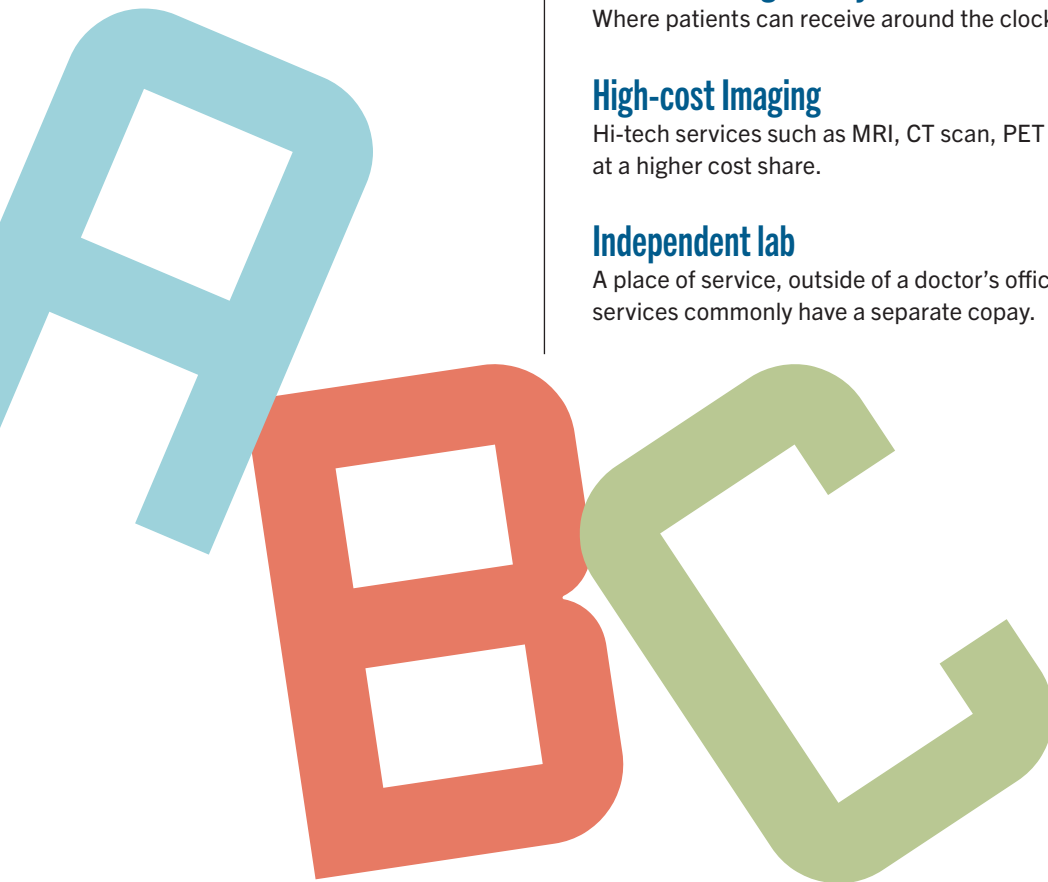 Where patients can receive around the clock
High-cost Imaging
Hi-tech services such as MRI, CT scan, PET
at a higher cost share.
Independent lab
A place of service, outside of a doctor’s offic
services commonly have a separate copay.
A
B
C